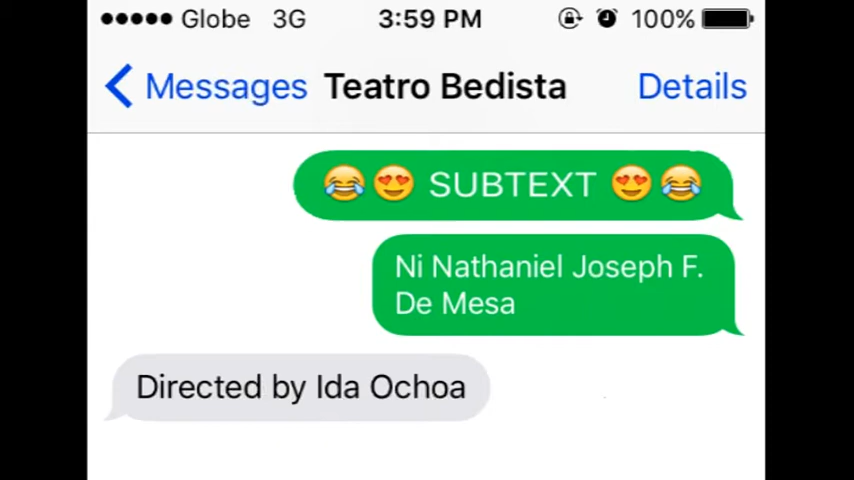 ●●●●● Globe 3G 3:59 PM 100%
Messages Teatro Bedista Details
😂😍 SUBTEXT 😍😂
Ni Nathaniel Joseph F.
De Mesa
Directed by Ida Ochoa